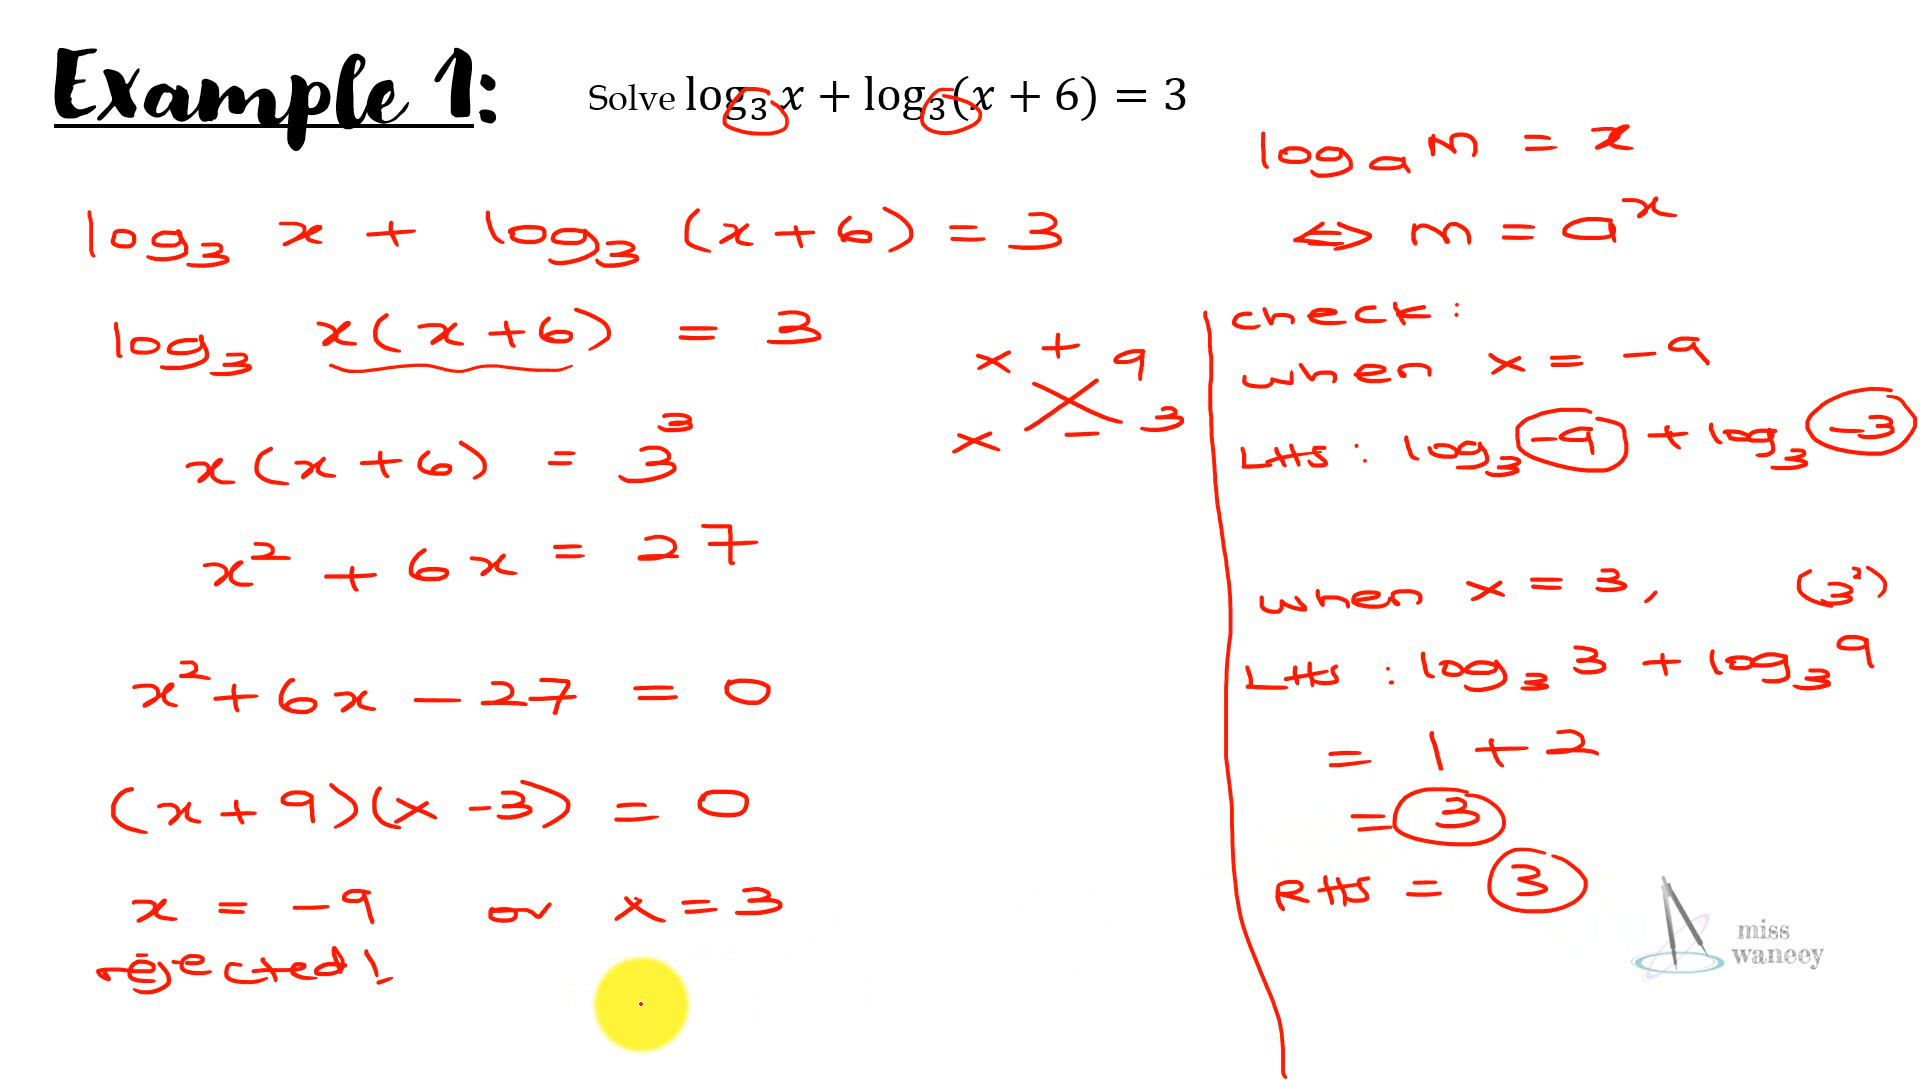 Example 1: Solve log₃ x + log₃(x + 6) = 3
log₃ x + log₃ (x + 6) = 3
log₃ x(x + 6) = 3
x(x + 6) = 3³
x² + 6x = 27
x² + 6x − 27 = 0
(x + 9)(x − 3) = 0
x = −9 or x = 3
rejected!
x + 9
x − 3
logₐ m = x
⇔ m = aˣ
check:
when x = −9
LHS : log₃ −9 + log₃ −3
when x = 3, (3²)
LHS : log₃ 3 + log₃ 9
= 1 + 2
= 3
RHS = 3
miss
waneey